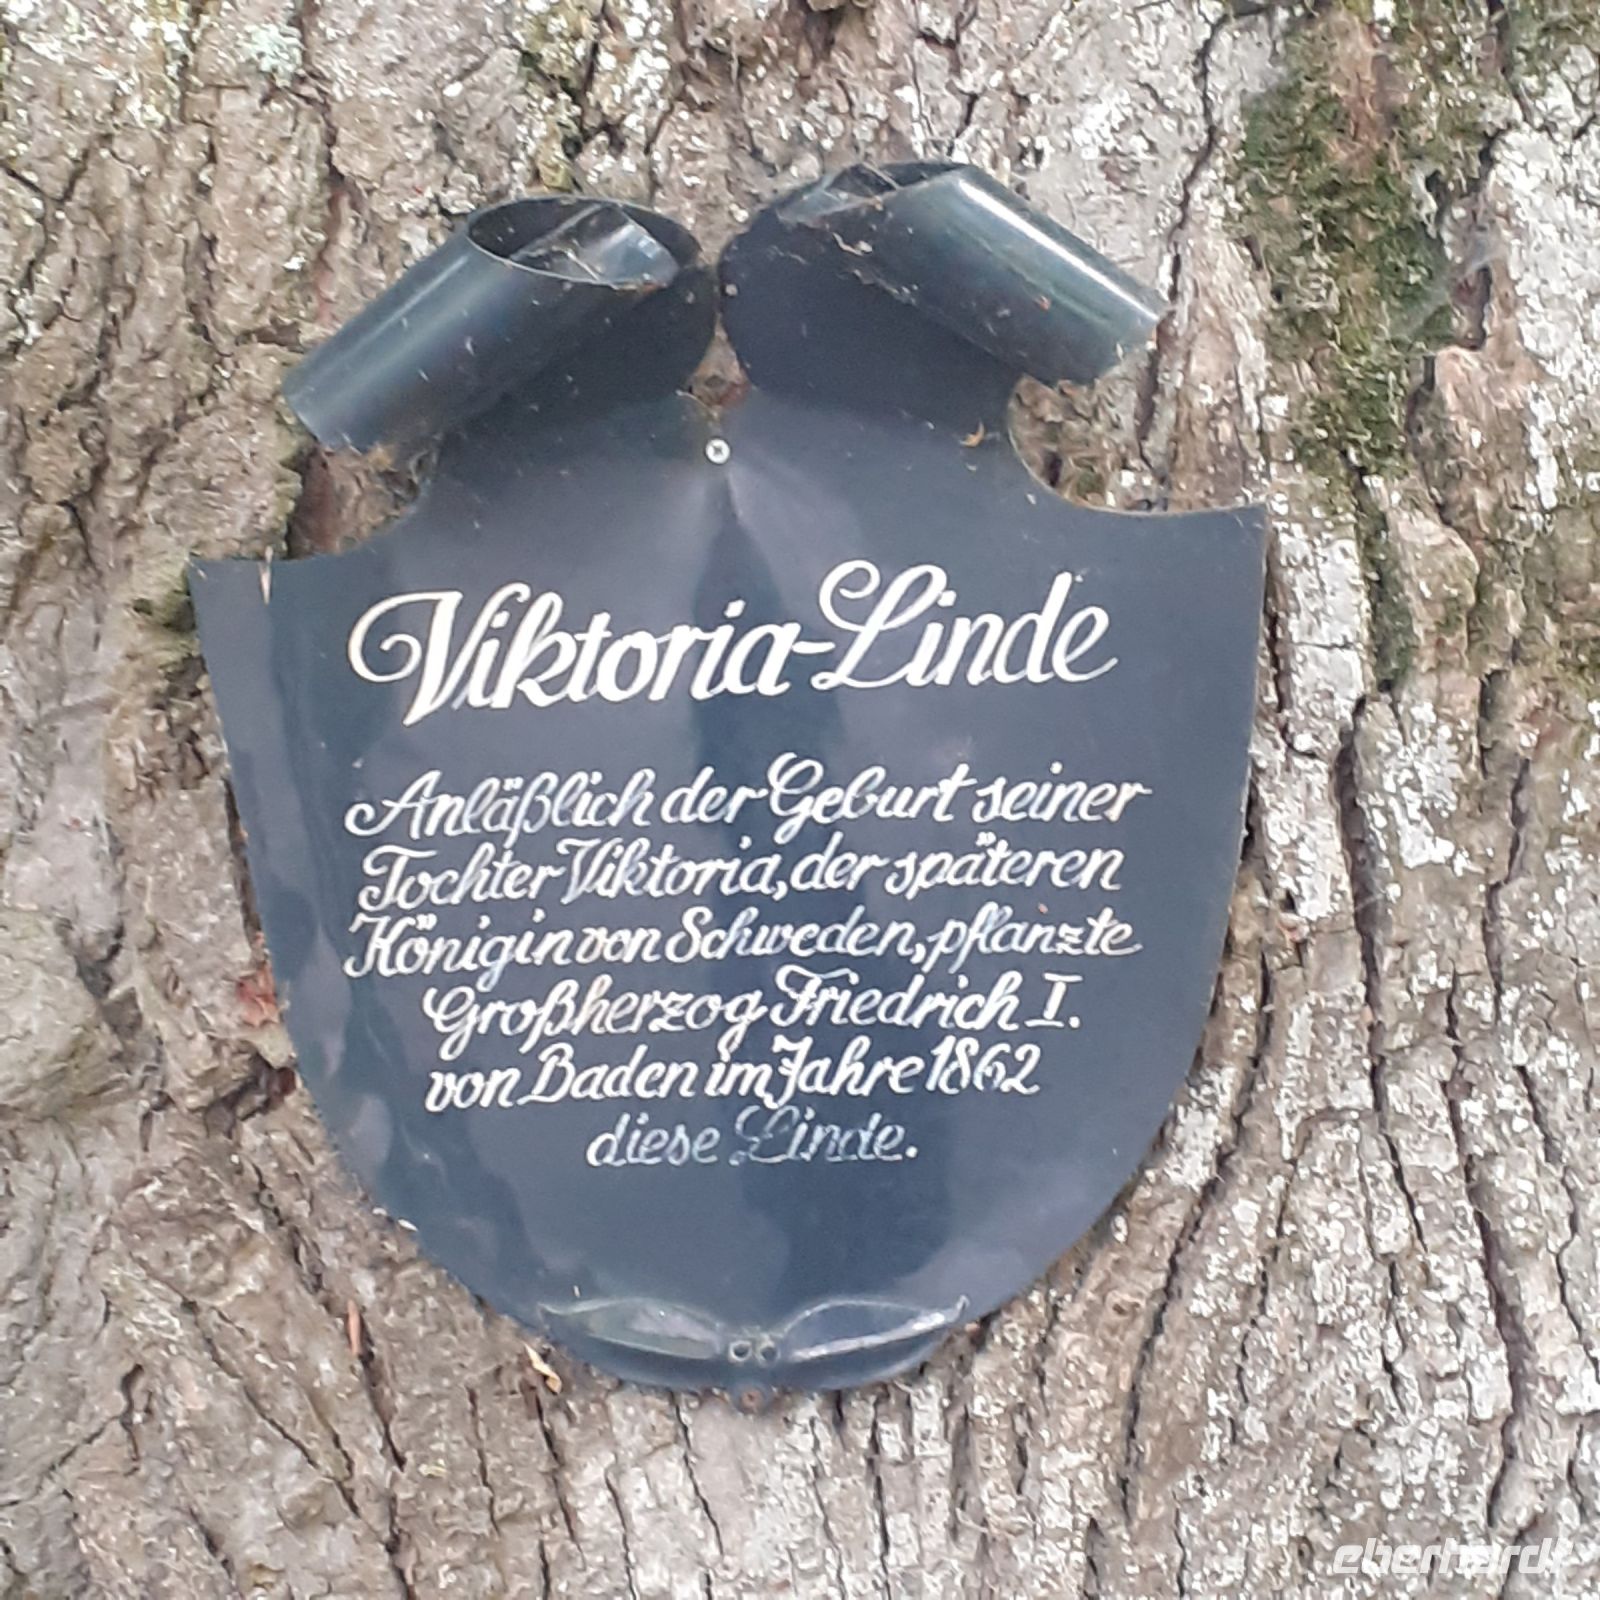 Viktoria-Linde
Anläßlich der Geburt seiner
Tochter Viktoria, der späteren
Königin von Schweden, pflanzte
Großherzog Friedrich I.
von Baden im Jahre 1862
diese Linde.
eberhardt